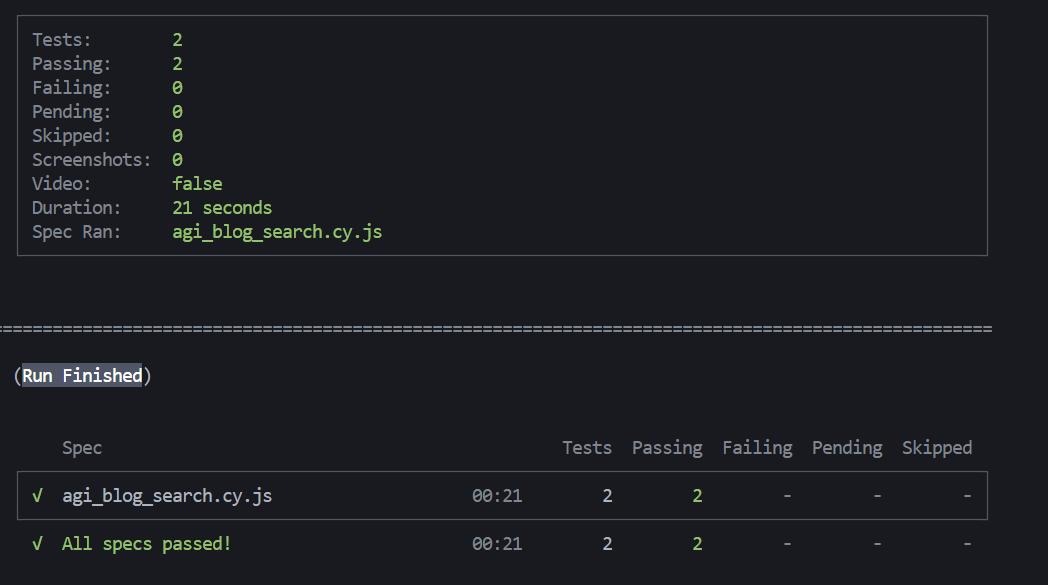 Tests: 2
Passing: 2
Failing: 0
Pending: 0
Skipped: 0
Screenshots: 0
Video: false
Duration: 21 seconds
Spec Ran: agi_blog_search.cy.js
====================================================================================================
(Run Finished)
Spec Tests Passing Failing Pending Skipped
√ agi_blog_search.cy.js 00:21 2 2 - - -
√ All specs passed! 00:21 2 2 - - -